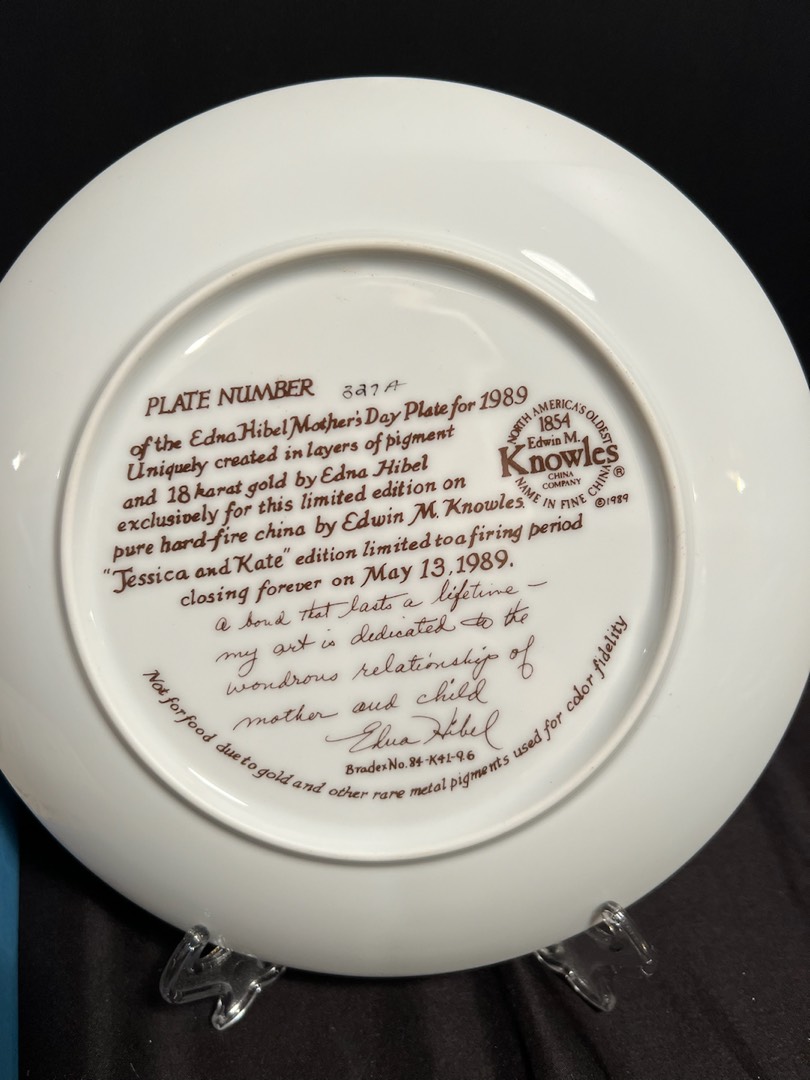 PLATE NUMBER 327A
of the Edna Hibel Mother's Day Plate for 1989
Uniquely created in layers of pigment
and 18 karat gold by Edna Hibel
exclusively for this limited edition on
pure hard-fire china by Edwin M. Knowles.
"Jessica and Kate" edition limited to a firing period
closing forever on May 13, 1989.
NORTH AMERICA'S OLDEST
1854
Edwin M.
Knowles®
CHINA
COMPANY
NAME IN FINE CHINA
©1989
a bond that lasts a lifetime –
my art is dedicated to the
wondrous relationship of
mother and child
Edna Hibel
Bradex No. 84-K41-9.6
Not for food due to gold and other rare metal pigments used for color fidelity